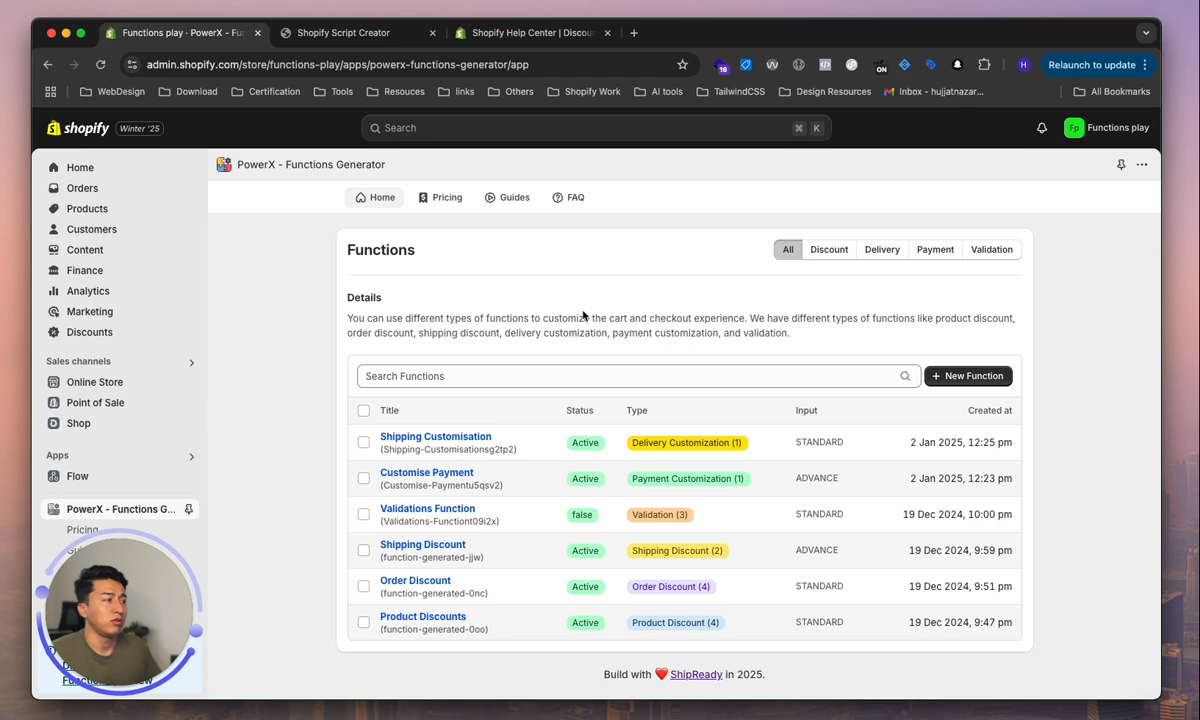 Functions play · PowerX - Fun
Shopify Script Creator
Shopify Help Center | Discou
admin.shopify.com/store/functions-play/apps/powerx-functions-generator/app
16
ON
H
Relaunch to update
WebDesign
Download
Certification
Tools
Resouces
links
Others
Shopify Work
AI tools
TailwindCSS
Design Resources
Inbox - hujjatnazar...
All Bookmarks
shopify
Winter '25
Search
⌘ K
Fp
Functions play
Home
Orders
Products
Customers
Content
Finance
Analytics
Marketing
Discounts
Sales channels
Online Store
Point of Sale
Shop
Apps
Flow
PowerX - Functions G...
Pricing
PowerX - Functions Generator
Home
Pricing
Guides
FAQ
Functions
All
Discount
Delivery
Payment
Validation
Details
You can use different types of functions to customize the cart and checkout experience. We have different types of functions like product discount,
order discount, shipping discount, delivery customization, payment customization, and validation.
Search Functions
+ New Function
Title Status Type Input Created at
Shipping Customisation Active Delivery Customization (1) STANDARD 2 Jan 2025, 12:25 pm
(Shipping-Customisationsg2tp2)
Customise Payment Active Payment Customization (1) ADVANCE 2 Jan 2025, 12:23 pm
(Customise-Paymentu5qsv2)
Validations Function false Validation (3) STANDARD 19 Dec 2024, 10:00 pm
(Validations-Functiont09i2x)
Shipping Discount Active Shipping Discount (2) ADVANCE 19 Dec 2024, 9:59 pm
(function-generated-jjw)
Order Discount Active Order Discount (4) STANDARD 19 Dec 2024, 9:51 pm
(function-generated-0nc)
Product Discounts Active Product Discount (4) STANDARD 19 Dec 2024, 9:47 pm
(function-generated-0oo)
Build with ❤️ ShipReady in 2025.